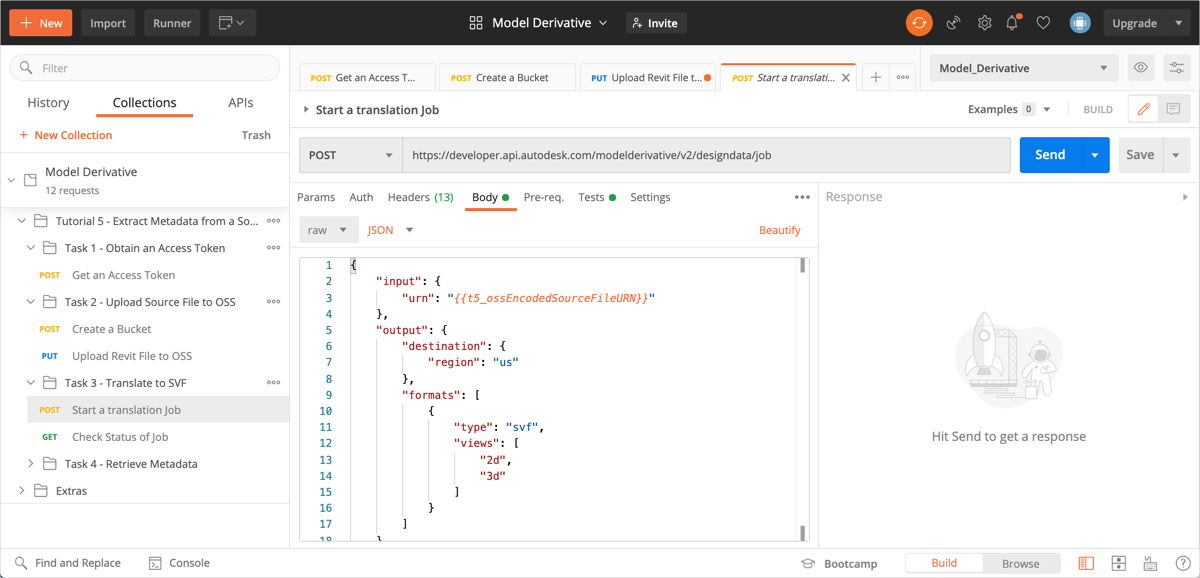 New
Import
Runner
Model Derivative
Invite
Upgrade
Filter
History
Collections
APIs
+ New Collection
Trash
Model Derivative
12 requests
Tutorial 5 - Extract Metadata from a So...
Task 1 - Obtain an Access Token
POST Get an Access Token
Task 2 - Upload Source File to OSS
POST Create a Bucket
PUT Upload Revit File to OSS
Task 3 - Translate to SVF
POST Start a translation Job
GET Check Status of Job
Task 4 - Retrieve Metadata
Extras
POST Get an Access T...
POST Create a Bucket
PUT Upload Revit File t...
POST Start a translati...
Model_Derivative
Start a translation Job
Examples 0
BUILD
POST
https://developer.api.autodesk.com/modelderivative/v2/designdata/job
Send
Save
Params Auth Headers (13) Body Pre-req. Tests Settings
raw JSON
Beautify
1 {
2 "input": {
3 "urn": "{{t5_ossEncodedSourceFileURN}}"
4 },
5 "output": {
6 "destination": {
7 "region": "us"
8 },
9 "formats": [
10 {
11 "type": "svf",
12 "views": [
13 "2d",
14 "3d"
15 ]
16 }
17 ]
18 }
Response
Hit Send to get a response
Find and Replace
Console
Bootcamp
Build
Browse